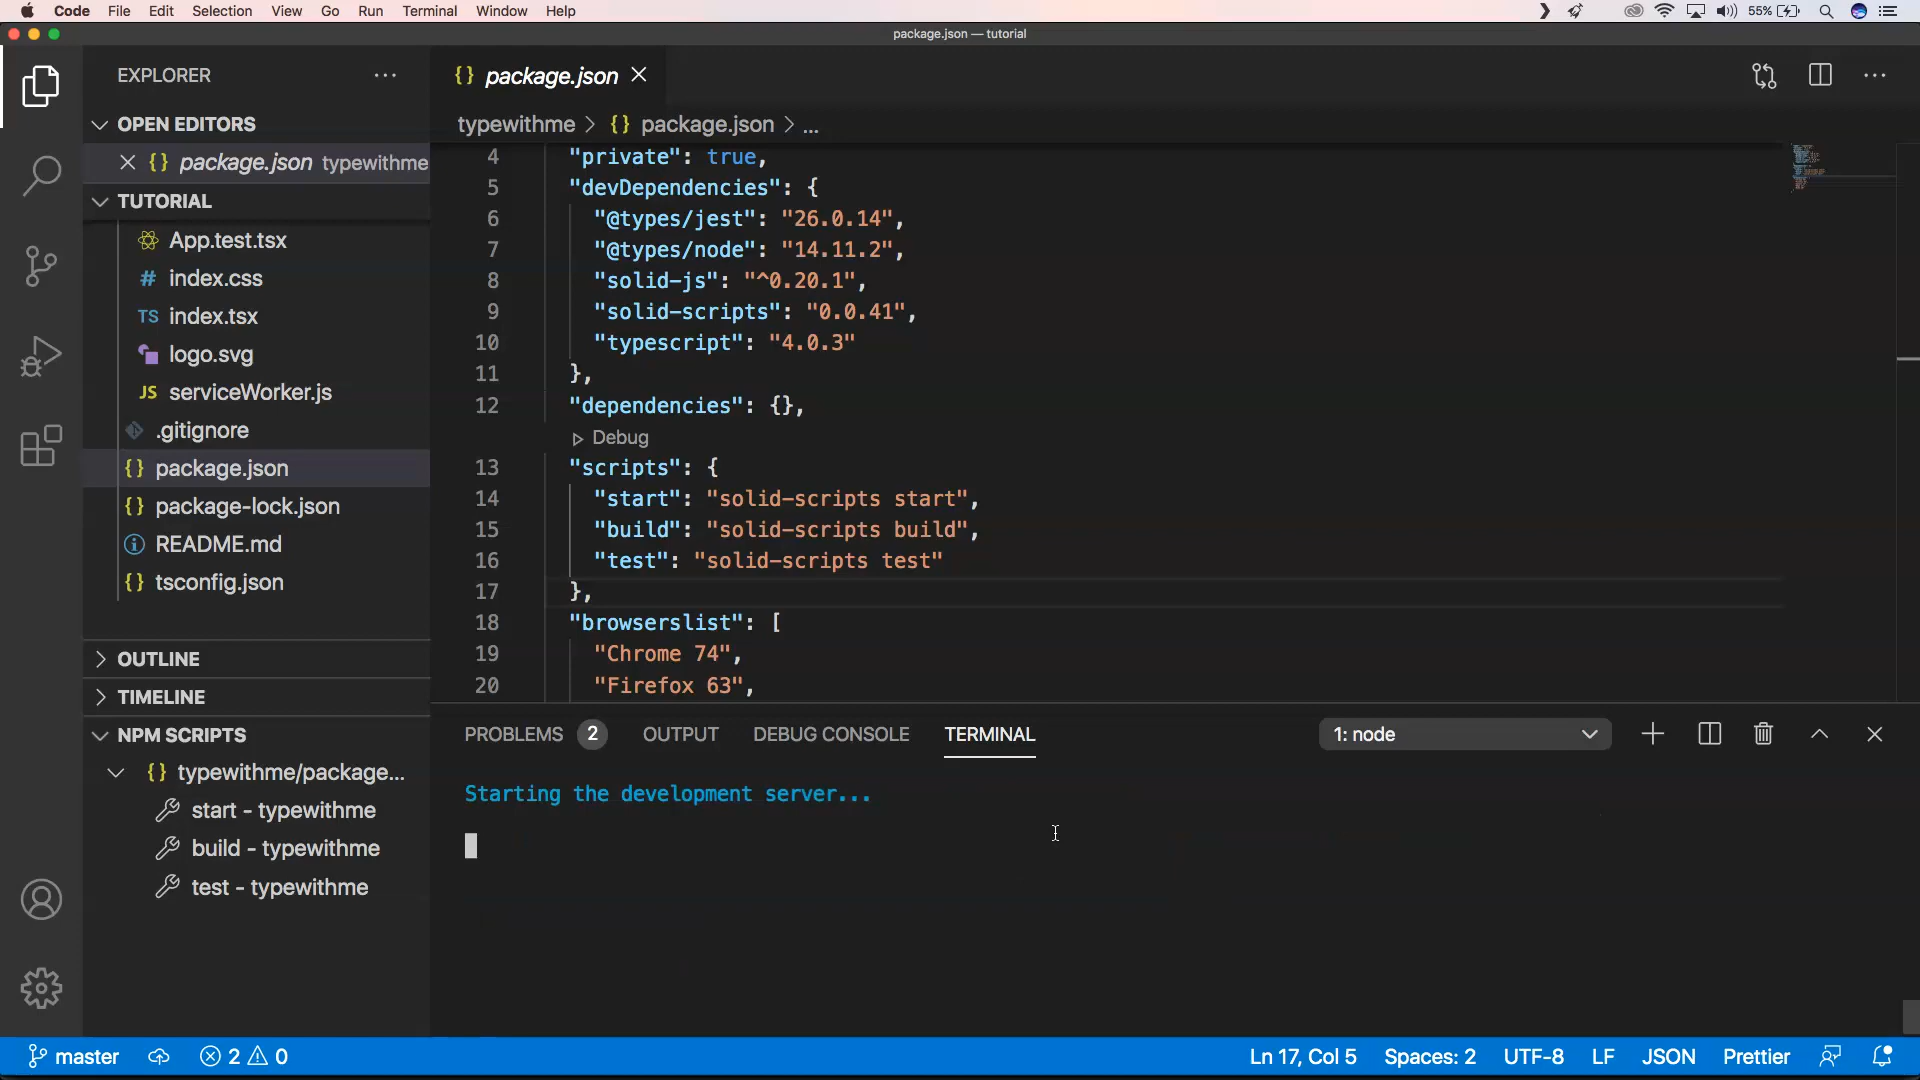 Code File Edit Selection View Go Run Terminal Window Help 55%
package.json — tutorial
EXPLORER
OPEN EDITORS
package.json typewithme
TUTORIAL
App.test.tsx
# index.css
TS index.tsx
logo.svg
JS serviceWorker.js
.gitignore
{} package.json
{} package-lock.json
README.md
{} tsconfig.json
OUTLINE
TIMELINE
NPM SCRIPTS
{} typewithme/package...
start - typewithme
build - typewithme
test - typewithme
{} package.json
typewithme > {} package.json > ...
4 "private": true,
5 "devDependencies": {
6 "@types/jest": "26.0.14",
7 "@types/node": "14.11.2",
8 "solid-js": "^0.20.1",
9 "solid-scripts": "0.0.41",
10 "typescript": "4.0.3"
11 },
12 "dependencies": {},
Debug
13 "scripts": {
14 "start": "solid-scripts start",
15 "build": "solid-scripts build",
16 "test": "solid-scripts test"
17 },
18 "browserslist": [
19 "Chrome 74",
20 "Firefox 63",
PROBLEMS 2 OUTPUT DEBUG CONSOLE TERMINAL 1: node
Starting the development server...
master 2 0 Ln 17, Col 5 Spaces: 2 UTF-8 LF JSON Prettier